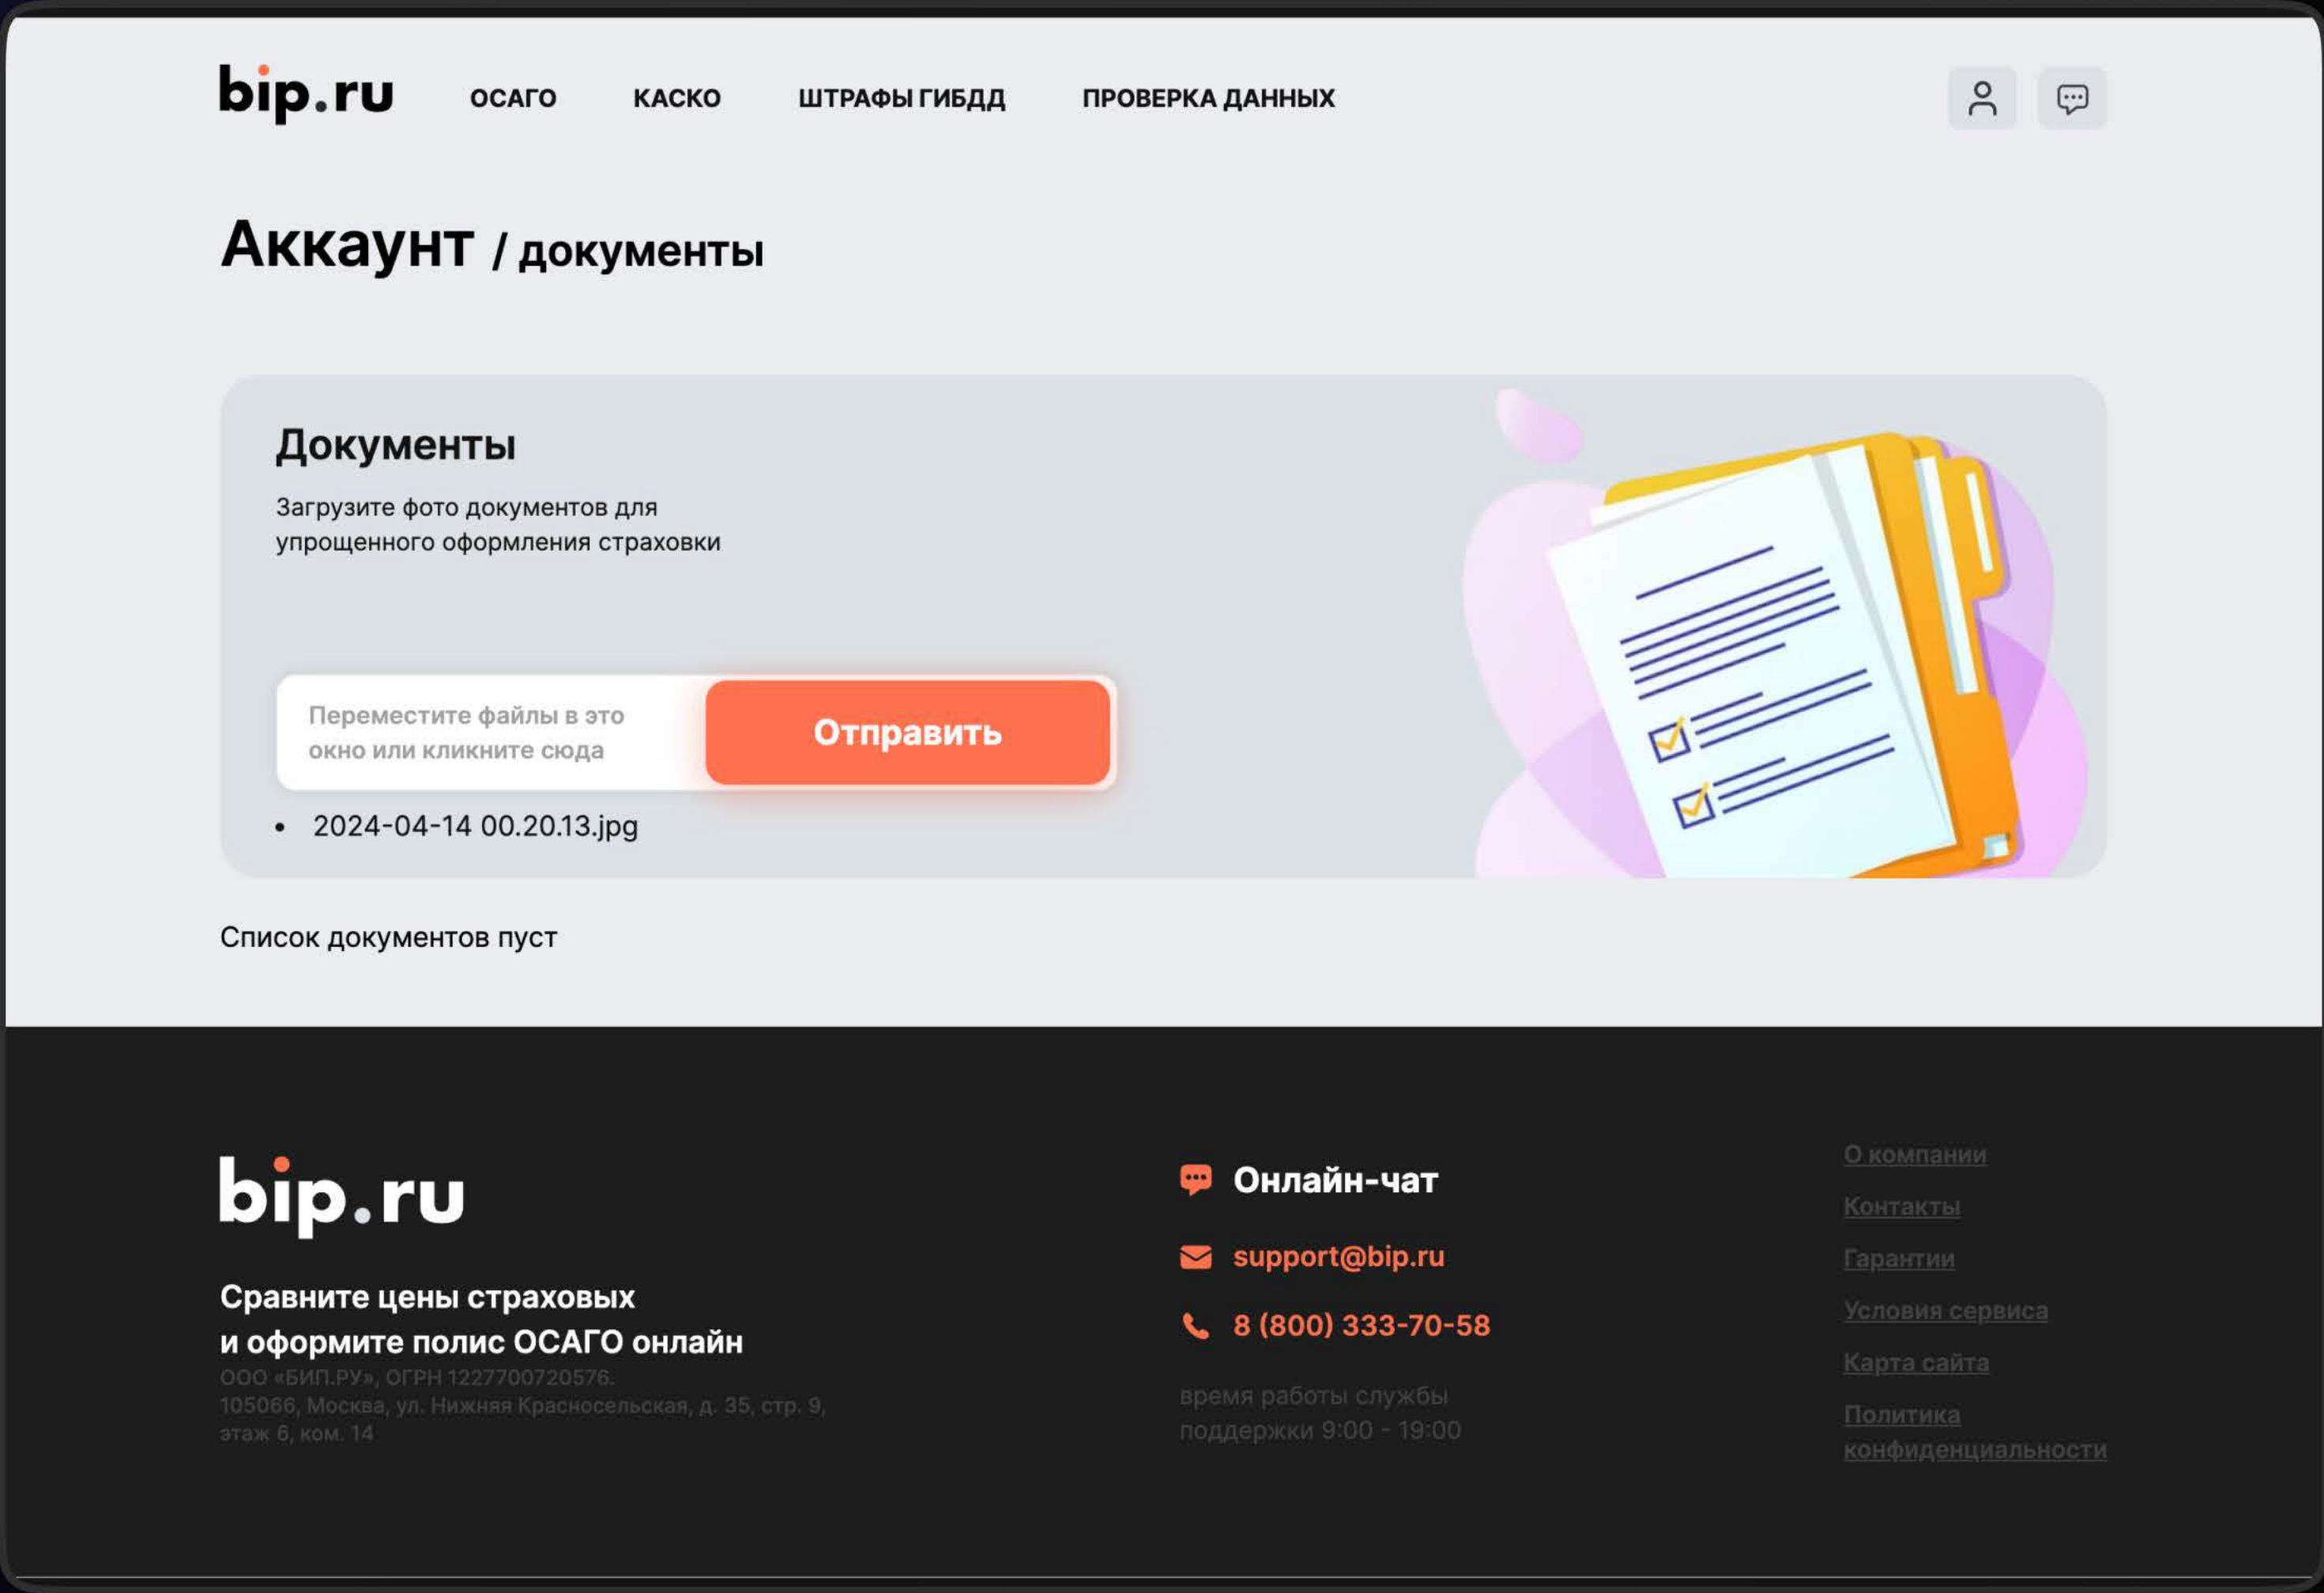 bip.ru
ОСАГО
КАСКО
ШТРАФЫ ГИБДД
ПРОВЕРКА ДАННЫХ
Аккаунт / документы
Документы
Загрузите фото документов для
упрощенного оформления страховки
Переместите файлы в это
окно или кликните сюда
Отправить
• 2024-04-14 00.20.13.jpg
Список документов пуст
bip.ru
Сравните цены страховых
и оформите полис ОСАГО онлайн
ООО «БИП.РУ», ОГРН 1227700720576.
105066, Москва, ул. Нижняя Красносельская, д. 35, стр. 9,
этаж 6, ком. 14
Онлайн-чат
support@bip.ru
8 (800) 333-70-58
время работы службы
поддержки 9:00 - 19:00
О компании
Контакты
Гарантии
Условия сервиса
Карта сайта
Политика
конфиденциальности